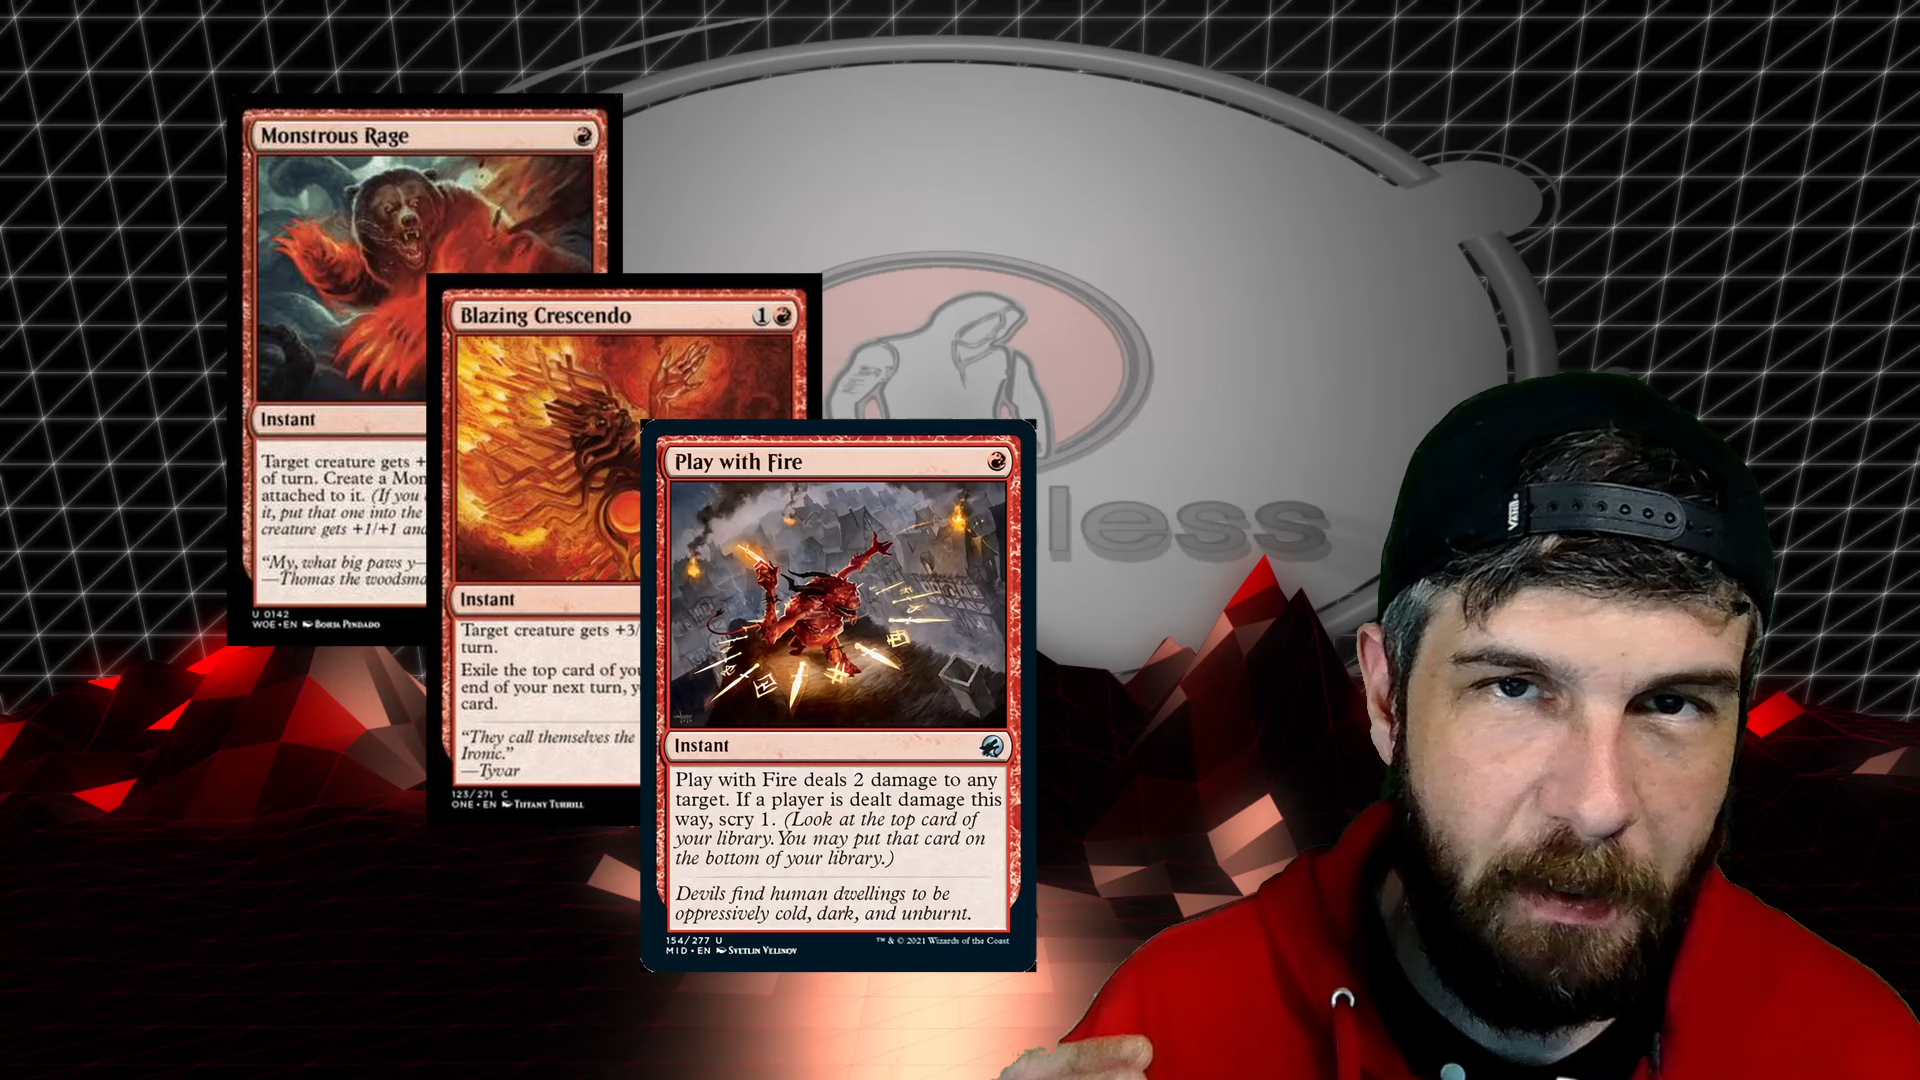 Monstrous Rage
Instant
Target creature gets +
of turn. Create a Mon
attached to it. (If you
it, put that one into the
creature gets +1/+1 and
"My, what big paws y—
—Thomas the woodsma
U 0142
WOE • EN Borja Pindado
Blazing Crescendo
1
Instant
Target creature gets +3/
turn.
Exile the top card of you
end of your next turn, y
card.
"They call themselves the
Ironic."
—Tyvar
123/271 C
ONE • EN Tiffany Turrill
Play with Fire
Instant
Play with Fire deals 2 damage to any
target. If a player is dealt damage this
way, scry 1. (Look at the top card of
your library. You may put that card on
the bottom of your library.)
Devils find human dwellings to be
oppressively cold, dark, and unburnt.
154/277 U
MID • EN Svetlin Velinov
™ & © 2021 Wizards of the Coast
less
VANS